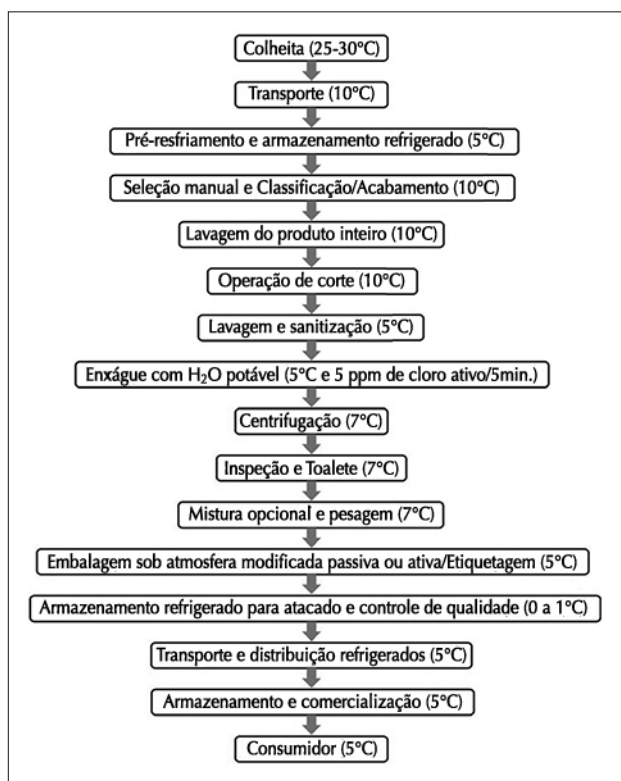 Colheita (25-30°C)
Transporte (10°C)
Pré-resfriamento e armazenamento refrigerado (5°C)
Seleção manual e Classificação/Acabamento (10°C)
Lavagem do produto inteiro (10°C)
Operação de corte (10°C)
Lavagem e sanitização (5°C)
Enxágue com H₂O potável (5°C e 5 ppm de cloro ativo/5min.)
Centrifugação (7°C)
Inspeção e Toalete (7°C)
Mistura opcional e pesagem (7°C)
Embalagem sob atmosfera modificada passiva ou ativa/Etiquetagem (5°C)
Armazenamento refrigerado para atacado e controle de qualidade (0 a 1°C)
Transporte e distribuição refrigerados (5°C)
Armazenamento e comercialização (5°C)
Consumidor (5°C)